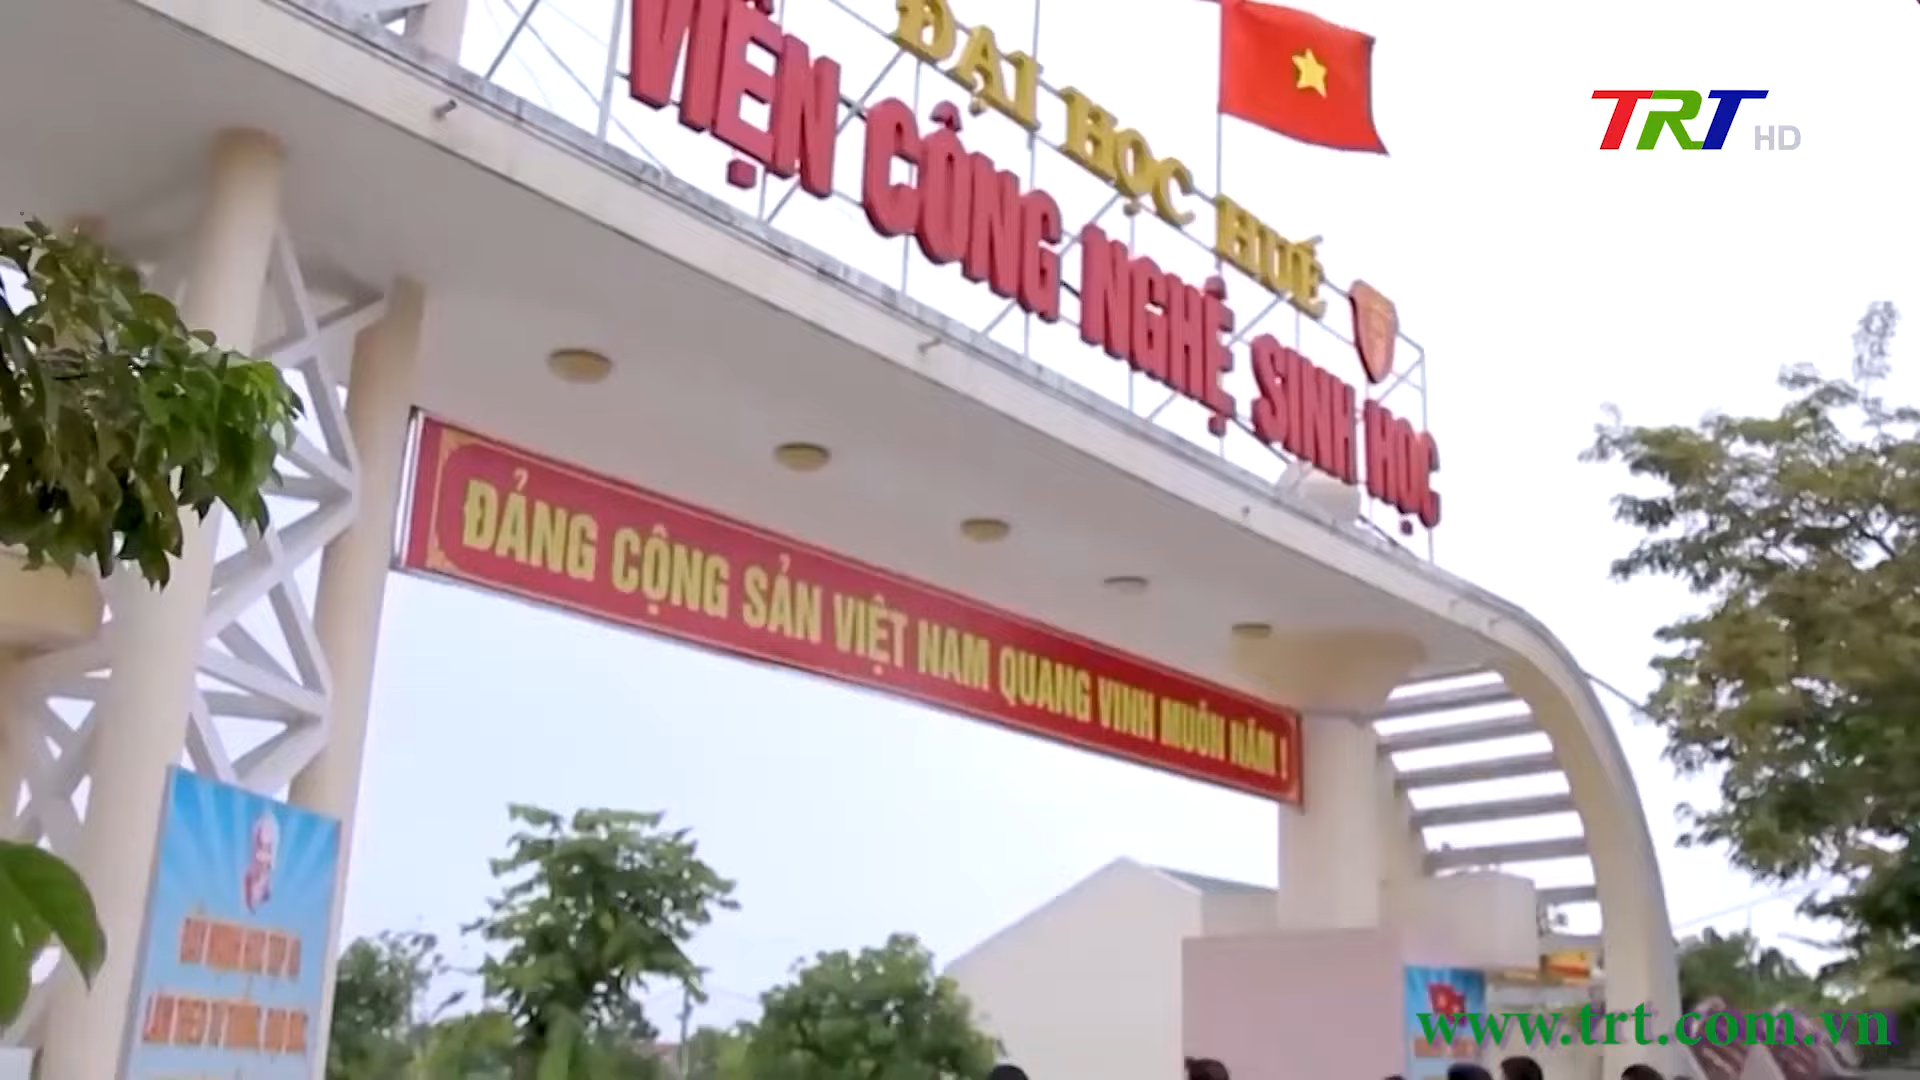 ĐẠI HỌC HUẾ
VIỆN CÔNG NGHỆ SINH HỌC
TRT HD
ĐẢNG CỘNG SẢN VIỆT NAM QUANG VINH MUÔN NĂM !
www.trt.com.vn